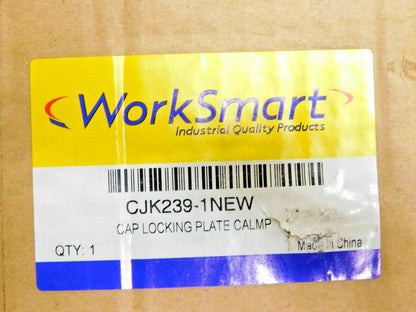 WorkSmart
Industrial Quality Products
CJK239-1NEW
CAP LOCKING PLATE CALMP
QTY: 1
Made in China